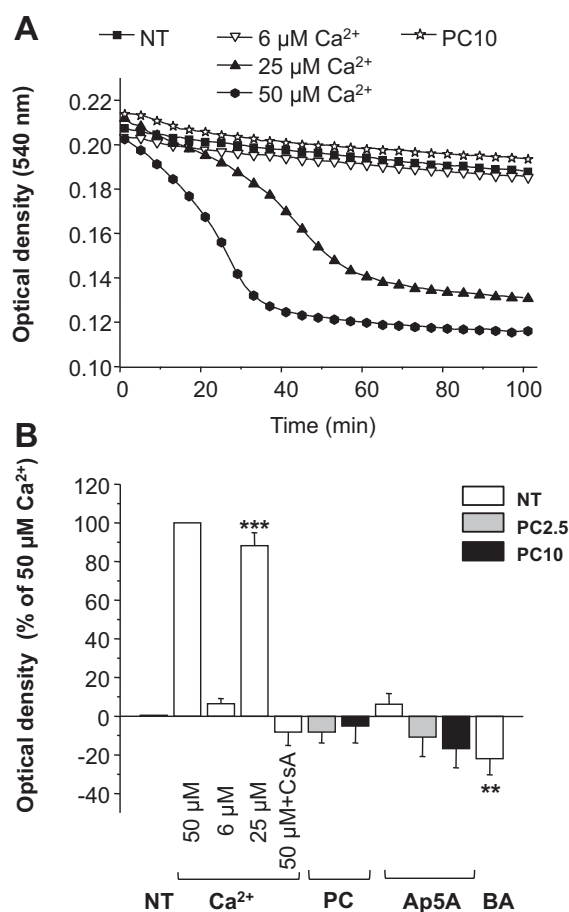 A
NT
6 µM Ca²⁺
PC10
25 µM Ca²⁺
50 µM Ca²⁺
Optical density (540 nm)
0.22
0.20
0.18
0.16
0.14
0.12
0.10
0 20 40 60 80 100
Time (min)
B
Optical density (% of 50 µM Ca²⁺)
120
100
80
60
40
20
0
-20
-40
***
**
NT
PC2.5
PC10
50 µM
6 µM
25 µM
50 µM+CsA
NT Ca²⁺ PC Ap5A BA